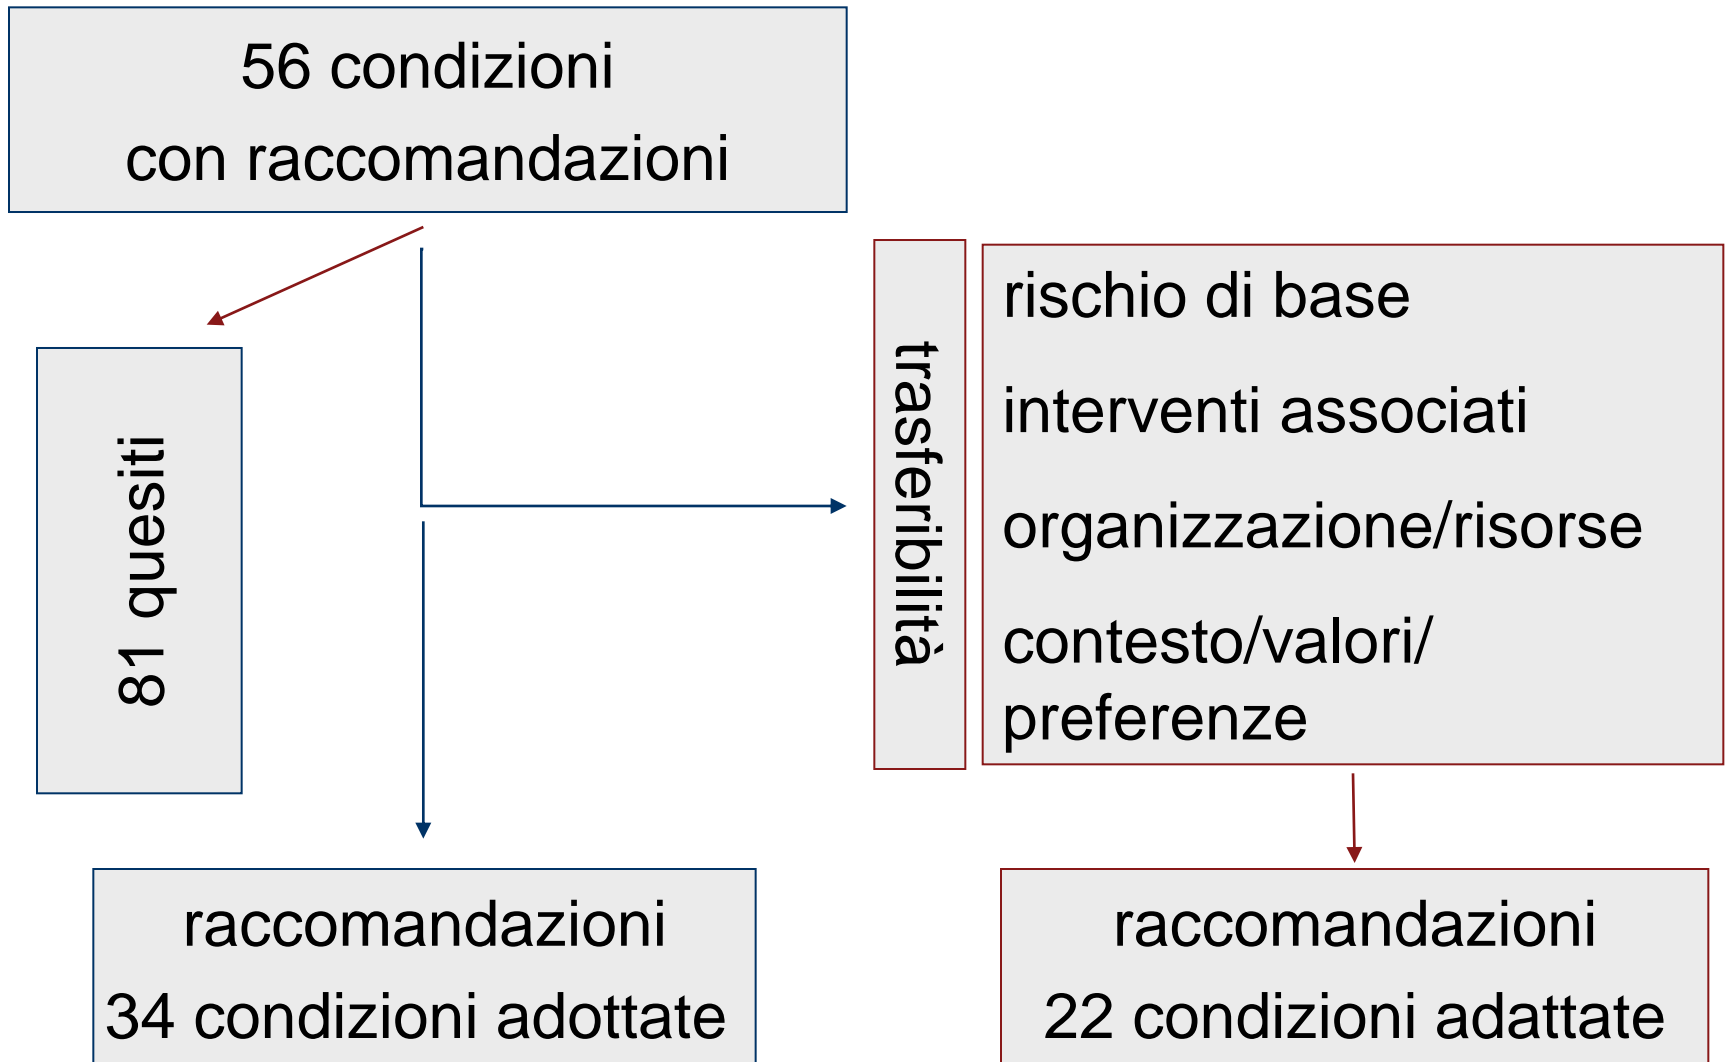 56 condizioni
con raccomandazioni
81 quesiti
trasferibilità
rischio di base
interventi associati
organizzazione/risorse
contesto/valori/
preferenze
raccomandazioni
34 condizioni adottate
raccomandazioni
22 condizioni adattate